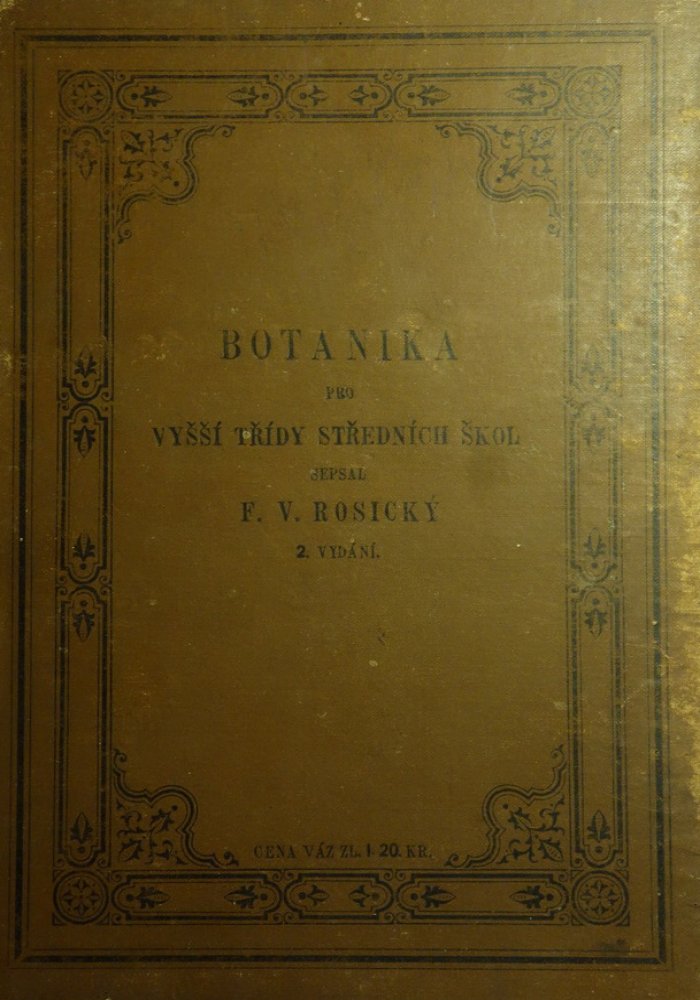 BOTANIKA
PRO
VYŠŠÍ TŘÍDY STŘEDNÍCH ŠKOL
SEPSAL
F. V. ROSICKÝ
2. VYDÁNÍ.
CENA VÁZ ZL. 1·20. KR.